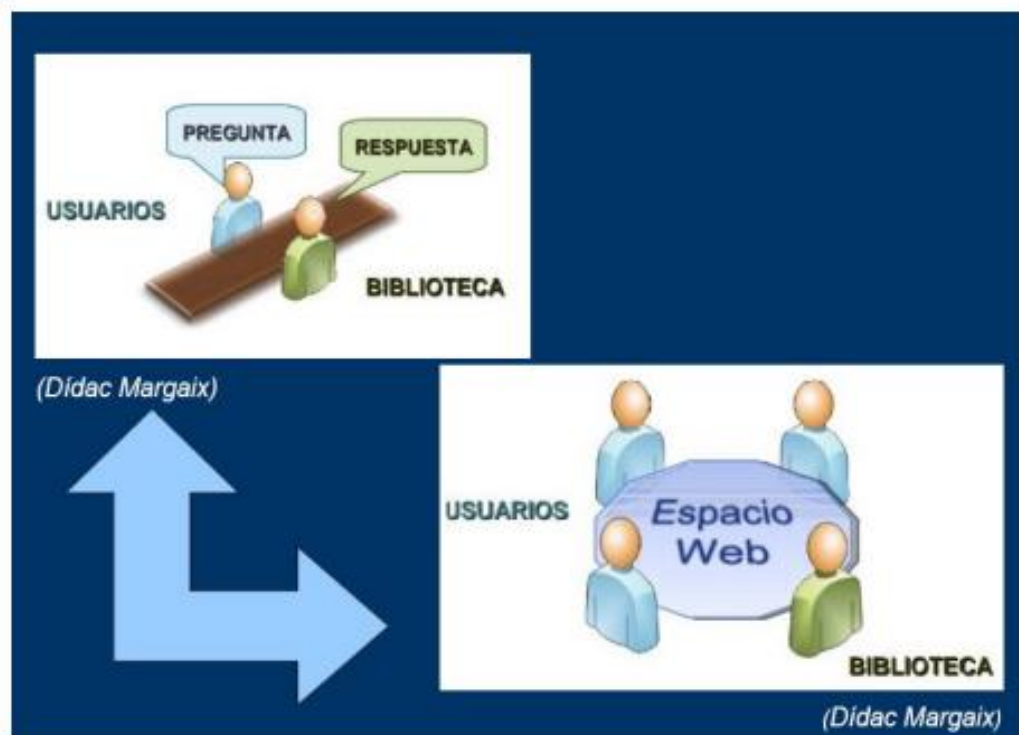 PREGUNTA
RESPUESTA
USUARIOS
BIBLIOTECA
(Dídac Margaix)
USUARIOS
Espacio
Web
BIBLIOTECA
(Dídac Margaix)